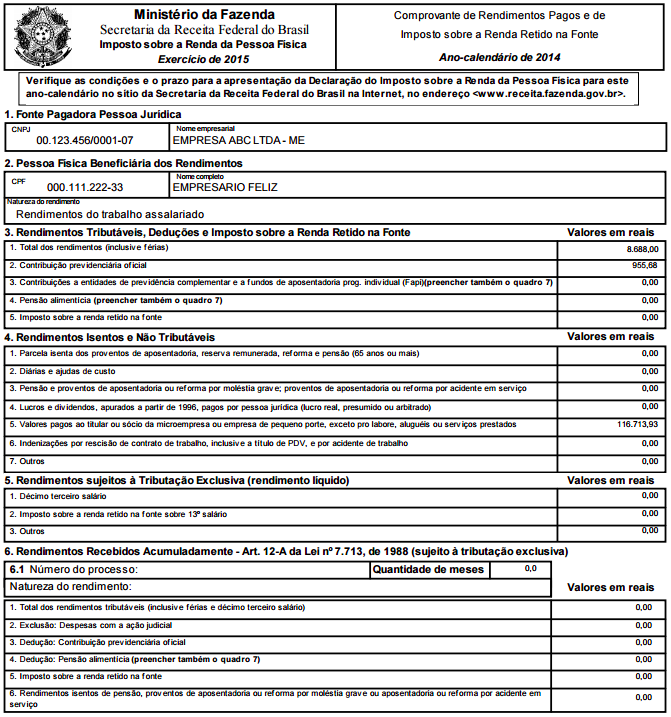 Ministério da Fazenda
Secretaria da Receita Federal do Brasil
Imposto sobre a Renda da Pessoa Física
Exercício de 2015
Comprovante de Rendimentos Pagos e de
Imposto sobre a Renda Retido na Fonte
Ano-calendário de 2014
Verifique as condições e o prazo para a apresentação da Declaração do Imposto sobre a Renda da Pessoa Física para este
ano-calendário no sítio da Secretaria da Receita Federal do Brasil na Internet, no endereço <www.receita.fazenda.gov.br>.
1. Fonte Pagadora Pessoa Jurídica
CNPJ
00.123.456/0001-07
Nome empresarial
EMPRESA ABC LTDA - ME
2. Pessoa Física Beneficiária dos Rendimentos
CPF
000.111.222-33
Nome completo
EMPRESARIO FELIZ
Natureza do rendimento
Rendimentos do trabalho assalariado
3. Rendimentos Tributáveis, Deduções e Imposto sobre a Renda Retido na Fonte Valores em reais
1. Total dos rendimentos (inclusive férias) 8.688,00
2. Contribuição previdenciária oficial 955,68
3. Contribuições a entidades de previdência complementar e a fundos de aposentadoria prog. individual (Fapi)(preencher também o quadro 7) 0,00
4. Pensão alimentícia (preencher também o quadro 7) 0,00
5. Imposto sobre a renda retido na fonte 0,00
4. Rendimentos Isentos e Não Tributáveis Valores em reais
1. Parcela isenta dos proventos de aposentadoria, reserva remunerada, reforma e pensão (65 anos ou mais) 0,00
2. Diárias e ajudas de custo 0,00
3. Pensão e proventos de aposentadoria ou reforma por moléstia grave; proventos de aposentadoria ou reforma por acidente em serviço 0,00
4. Lucros e dividendos, apurados a partir de 1996, pagos por pessoa jurídica (lucro real, presumido ou arbitrado) 0,00
5. Valores pagos ao titular ou sócio da microempresa ou empresa de pequeno porte, exceto pro labore, aluguéis ou serviços prestados 116.713,93
6. Indenizações por rescisão de contrato de trabalho, inclusive a título de PDV, e por acidente de trabalho 0,00
7. Outros 0,00
5. Rendimentos sujeitos à Tributação Exclusiva (rendimento líquido) Valores em reais
1. Décimo terceiro salário 0,00
2. Imposto sobre a renda retido na fonte sobre 13º salário 0,00
3. Outros 0,00
6. Rendimentos Recebidos Acumuladamente - Art. 12-A da Lei nº 7.713, de 1988 (sujeito à tributação exclusiva)
6.1 Número do processo: Quantidade de meses 0,0
Natureza do rendimento: Valores em reais
1. Total dos rendimentos tributáveis (inclusive férias e décimo terceiro salário) 0,00
2. Exclusão: Despesas com a ação judicial 0,00
3. Dedução: Contribuição previdenciária oficial 0,00
4. Dedução: Pensão alimentícia (preencher também o quadro 7) 0,00
5. Imposto sobre a renda retido na fonte 0,00
6. Rendimentos isentos de pensão, proventos de aposentadoria ou reforma por moléstia grave ou aposentadoria ou reforma por acidente em
serviço 0,00